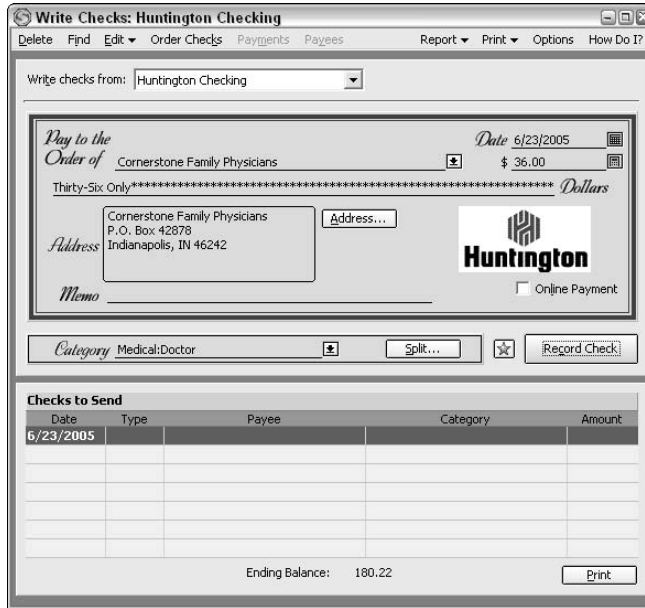 Write Checks: Huntington Checking
Delete Find Edit Order Checks Payments Payees Report Print Options How Do I?
Write checks from: Huntington Checking
Pay to the
Order of Cornerstone Family Physicians
Date 6/23/2005
$ 36.00
Thirty-Six Only****************************************************************************** Dollars
Address
Cornerstone Family Physicians
P.O. Box 42878
Indianapolis, IN 46242
Address...
Huntington
Memo
Online Payment
Category Medical:Doctor Split... Record Check
Checks to Send
Date Type Payee Category Amount
6/23/2005
Ending Balance: 180.22
Print